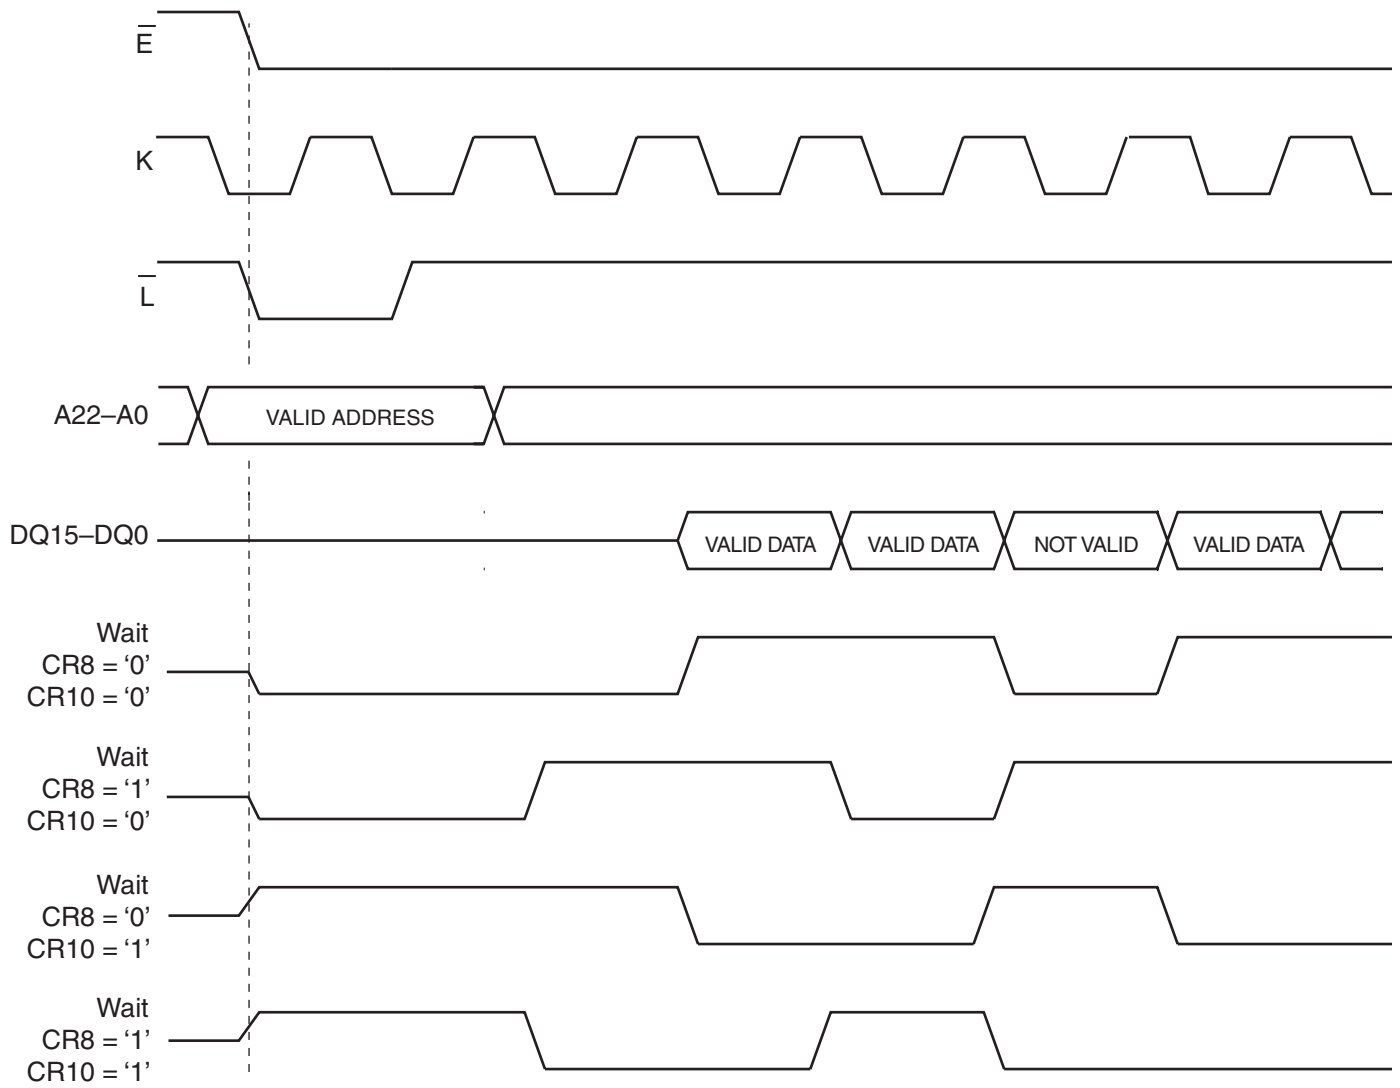 E̅
K
L̅
A22–A0
VALID ADDRESS
DQ15–DQ0
VALID DATA
VALID DATA
NOT VALID
VALID DATA
Wait
CR8 = ‘0’
CR10 = ‘0’
Wait
CR8 = ‘1’
CR10 = ‘0’
Wait
CR8 = ‘0’
CR10 = ‘1’
Wait
CR8 = ‘1’
CR10 = ‘1’